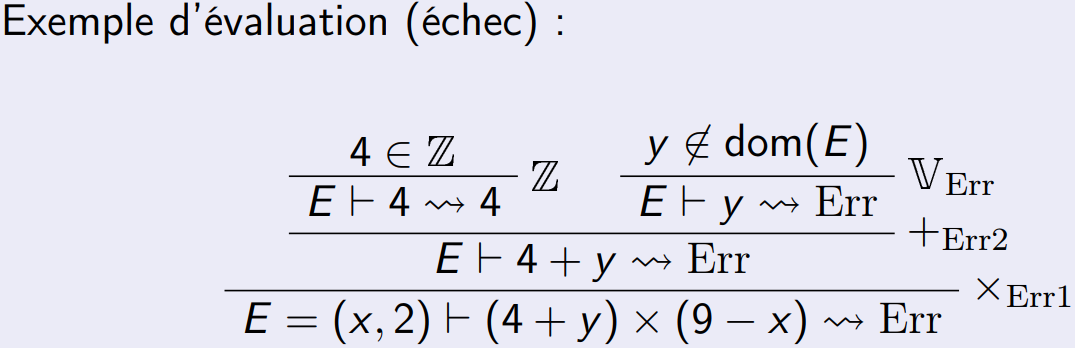 Exemple d'évaluation (échec) :
4 ∈ ℤ
y ∉ dom(E)
E ⊢ 4 ⇝ 4
ℤ
E ⊢ y ⇝ Err
𝕍Err
E ⊢ 4 + y ⇝ Err
+Err2
E = (x, 2) ⊢ (4 + y) × (9 − x) ⇝ Err
×Err1